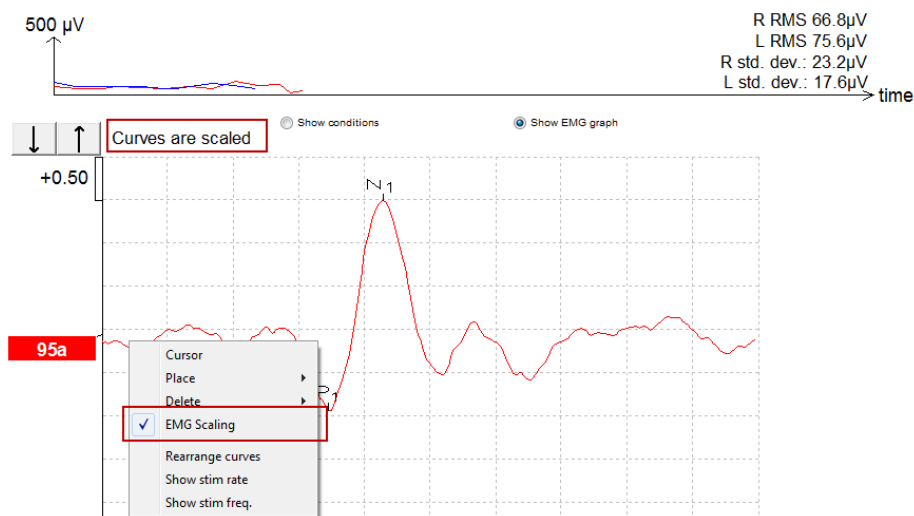 500 µV
R RMS 66.8µV
L RMS 75.6µV
R std. dev.: 23.2µV
L std. dev.: 17.6µV
time
Show conditions
Show EMG graph
Curves are scaled
+0.50
N1
95a
P1
Cursor
Place
Delete
EMG Scaling
Rearrange curves
Show stim rate
Show stim freq.